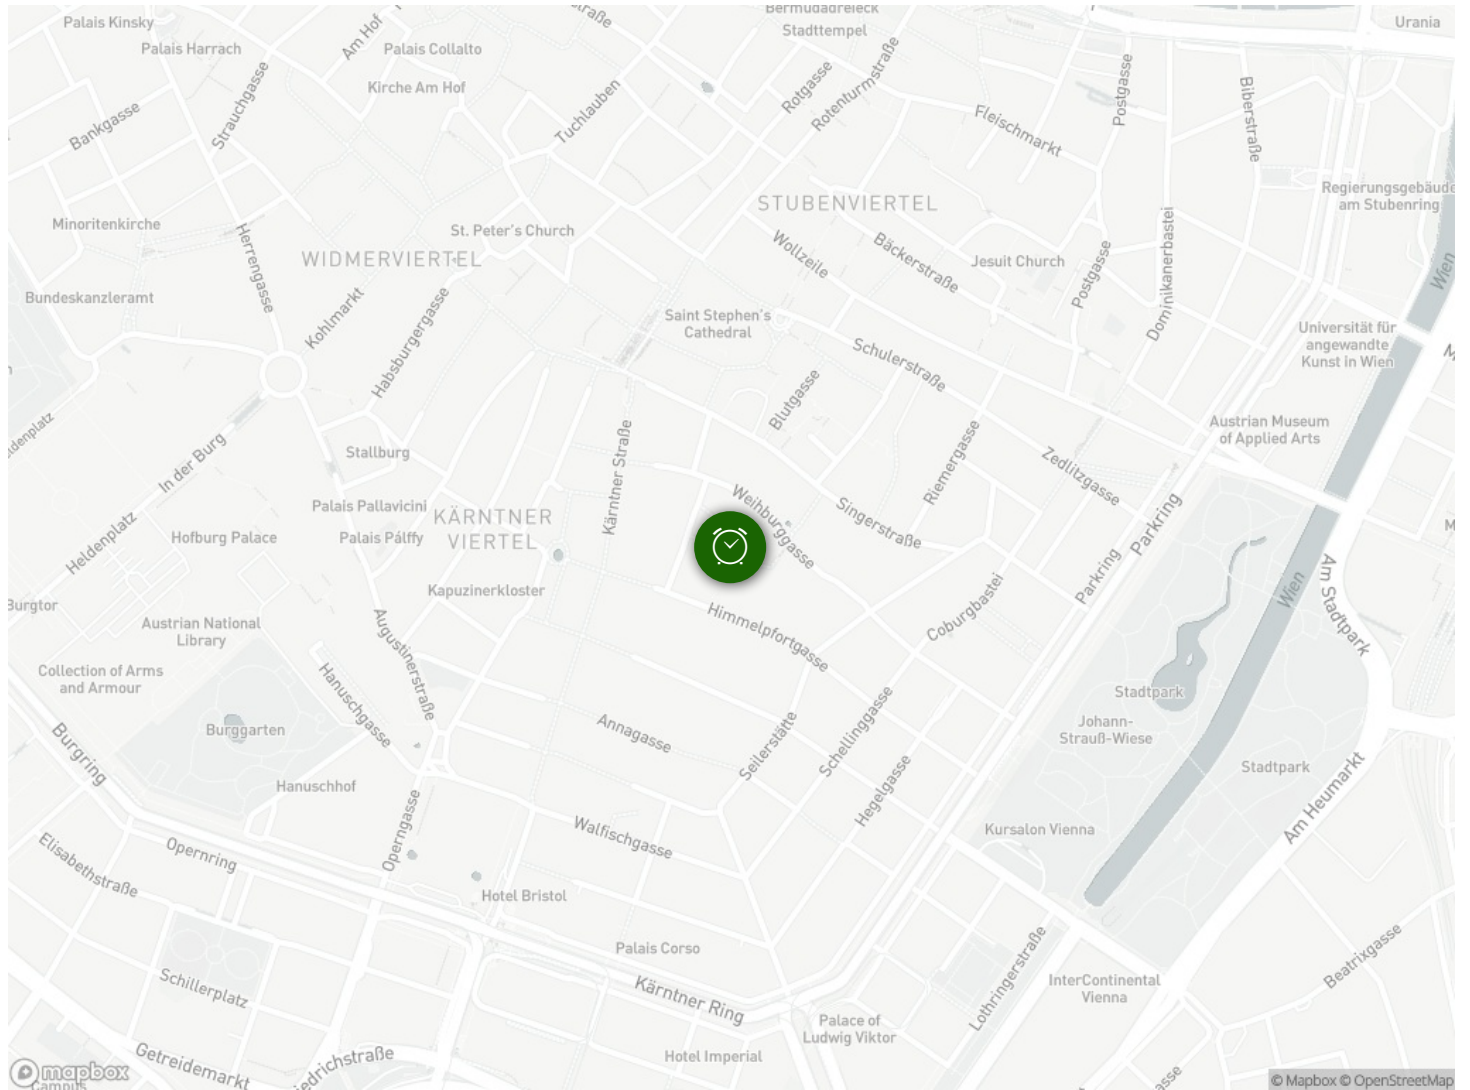 Bermudadreieck
Palais Kinsky
Urania
Palais Harrach
Am Hof
Palais Collalto
Stadttempel
Kirche Am Hof
Strauchgasse
Bankgasse
Tuchlauben
Rotgasse
Rotenturmstraße
Fleischmarkt
Postgasse
Biberstraße
Regierungsgebäude
am Stubenring
STUBENVIERTEL
Minoritenkirche
St. Peter's Church
WIDMERVIERTEL
Herrengasse
Wollzeile
Bäckerstraße
Jesuit Church
Postgasse
Dominikanerbastei
Wien
Bundeskanzleramt
Kohlmarkt
Habsburgergasse
Saint Stephen's
Cathedral
Schulerstraße
Universität für
angewandte
Kunst in Wien
Blutgasse
Austrian Museum
of Applied Arts
In der Burg
Stallburg
Kärntner Straße
Riemergasse
Zedlitzgasse
Palais Pallavicini
KÄRNTNER
VIERTEL
Weihburggasse
Singerstraße
Parkring
Heldenplatz
Hofburg Palace
Palais Pálffy
Parkring
Wien
Am Stadtpark
Burgtor
Kapuzinerkloster
Austrian National
Library
Augustinerstraße
Himmelpfortgasse
Coburgbastei
Collection of Arms
and Armour
Hanuschgasse
Stadtpark
Burggarten
Annagasse
Seilerstätte
Schellinggasse
Johann-
Strauß-Wiese
Burgring
Hegelgasse
Stadtpark
Am Heumarkt
Hanuschhof
Operngasse
Walfischgasse
Kursalon Vienna
Elisabethstraße
Opernring
Hotel Bristol
Palais Corso
Lothringerstraße
Beatrixgasse
Schillerplatz
Kärntner Ring
InterContinental
Vienna
Palace of
Ludwig Viktor
Getreidemarkt
Hotel Imperial
mapbox
© Mapbox © OpenStreetMap